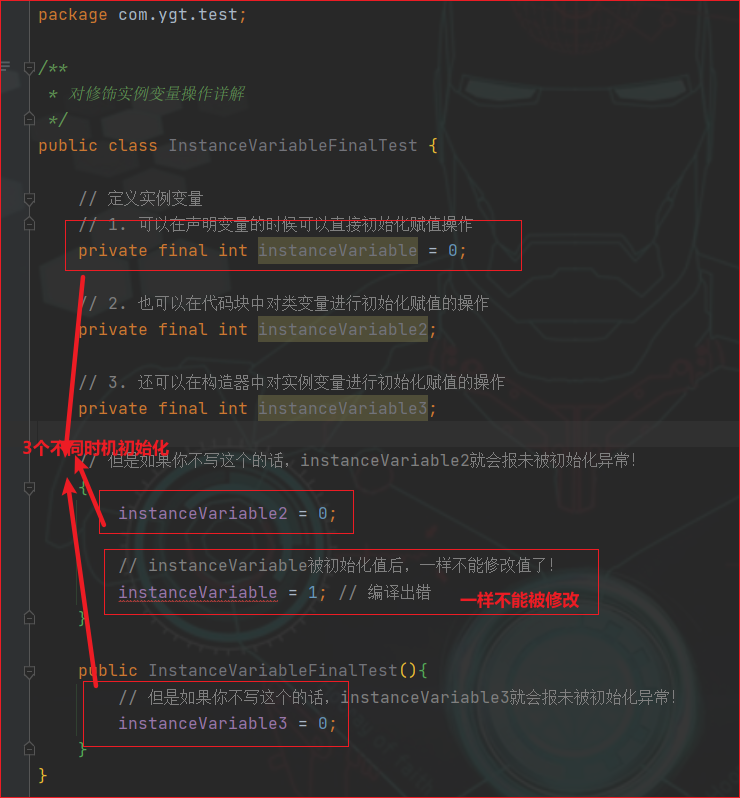 package com.ygt.test;
/**
* 对修饰实例变量操作详解
*/
public class InstanceVariableFinalTest {
// 定义实例变量
// 1. 可以在声明变量的时候可以直接初始化赋值操作
private final int instanceVariable = 0;
// 2. 也可以在代码块中对类变量进行初始化赋值的操作
private final int instanceVariable2;
// 3. 还可以在构造器中对实例变量进行初始化赋值的操作
private final int instanceVariable3;
3个不同时机初始化
// 但是如果你不写这个的话，instanceVariable2就会报未被初始化异常！
{
instanceVariable2 = 0;
// instanceVariable被初始化值后，一样不能修改值了！
instanceVariable = 1; // 编译出错
一样不能被修改
}
public InstanceVariableFinalTest(){
// 但是如果你不写这个的话，instanceVariable3就会报未被初始化异常！
instanceVariable3 = 0;
}
}